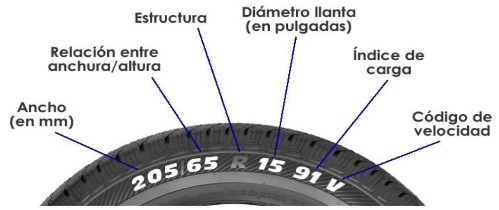 Estructura
Diámetro llanta
(en pulgadas)
Relación entre
anchura/altura
Índice de
carga
Ancho
(en mm)
Código de
velocidad
205/65 R 15 91 V